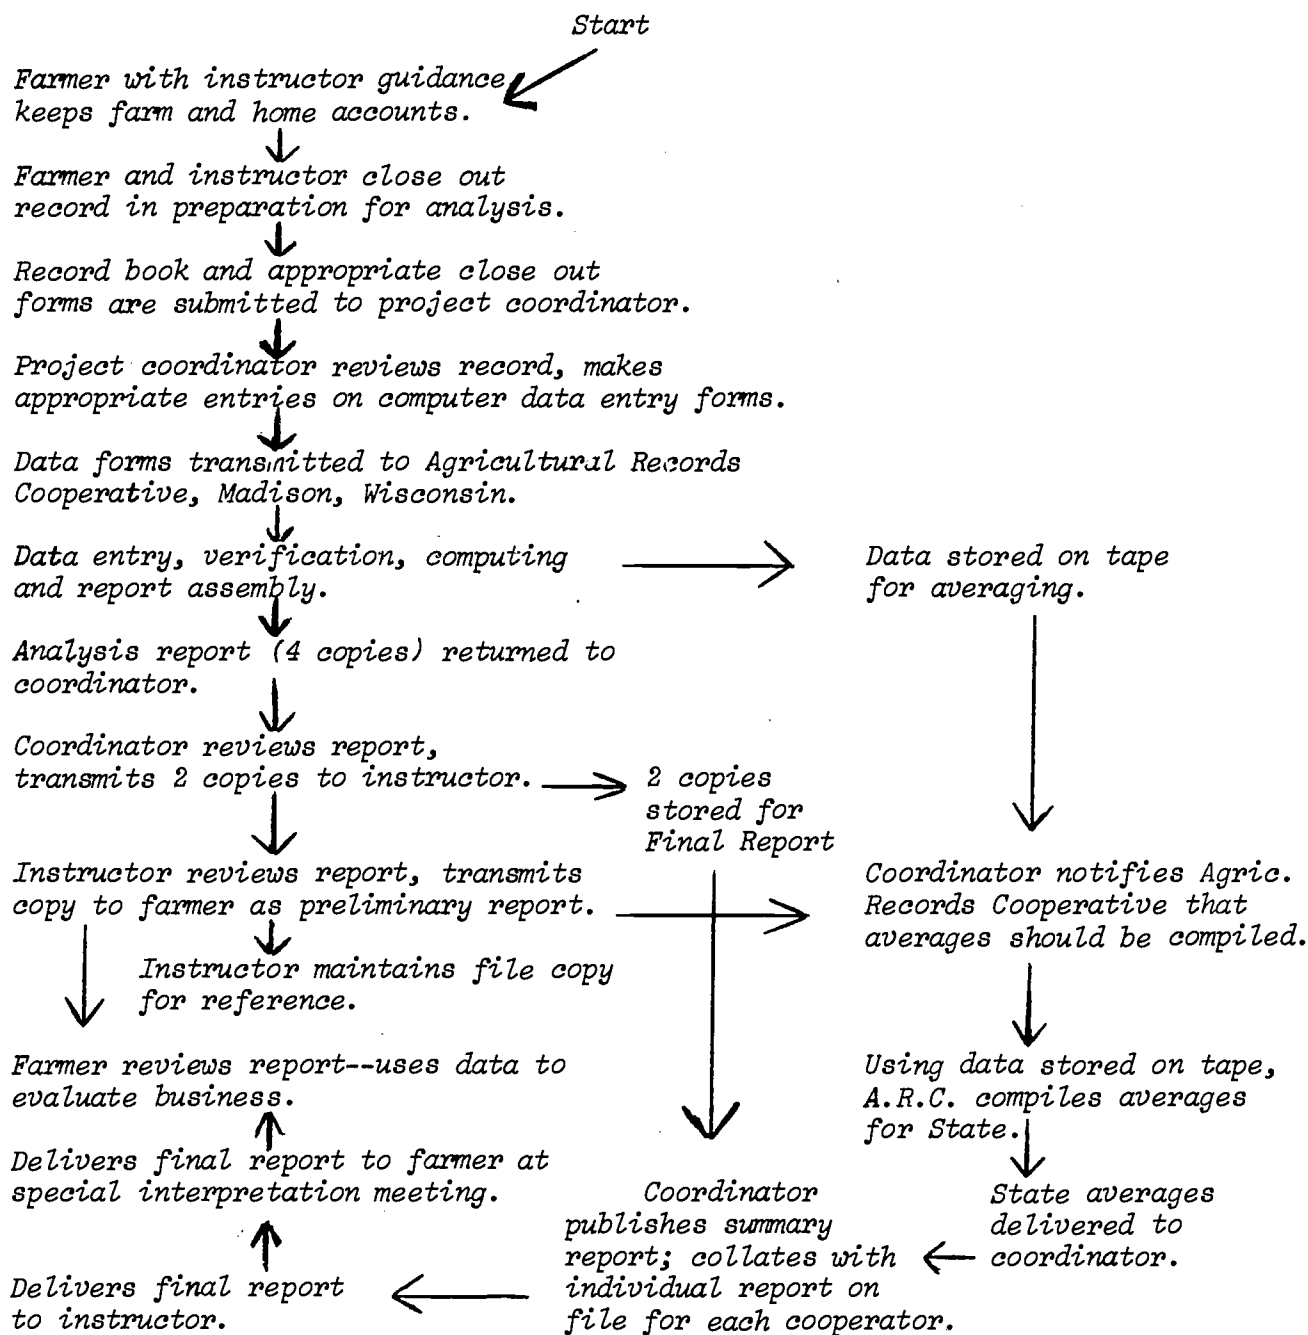 Start
Farmer with instructor guidance
keeps farm and home accounts.
Farmer and instructor close out
record in preparation for analysis.
Record book and appropriate close out
forms are submitted to project coordinator.
Project coordinator reviews record, makes
appropriate entries on computer data entry forms.
Data forms transmitted to Agricultural Records
Cooperative, Madison, Wisconsin.
Data entry, verification, computing
and report assembly.
Data stored on tape
for averaging.
Analysis report (4 copies) returned to
coordinator.
Coordinator reviews report,
transmits 2 copies to instructor.
2 copies
stored for
Final Report
Instructor reviews report, transmits
copy to farmer as preliminary report.
Coordinator notifies Agric.
Records Cooperative that
averages should be compiled.
Instructor maintains file copy
for reference.
Farmer reviews report--uses data to
evaluate business.
Using data stored on tape,
A.R.C. compiles averages
for State.
Delivers final report to farmer at
special interpretation meeting.
Coordinator
publishes summary
report; collates with
individual report on
file for each cooperator.
State averages
delivered to
coordinator.
Delivers final report
to instructor.